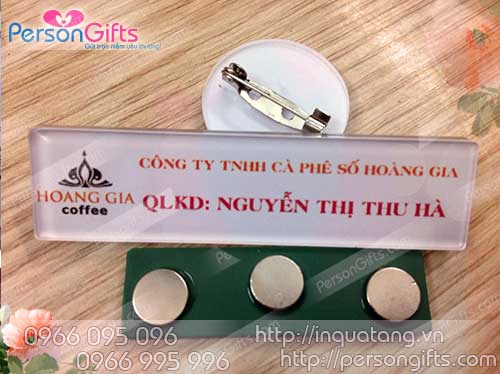 PersonGifts
Gửi trọn niềm yêu thương!
CÔNG TY TNHH CÀ PHÊ SỐ HOÀNG GIA
HOANG GIA
coffee
QLKD: NGUYỄN THỊ THU HÀ
PersonGifts.com
0966 095 096
0966 995 996
http://inquatang.vn
http://persongifts.com